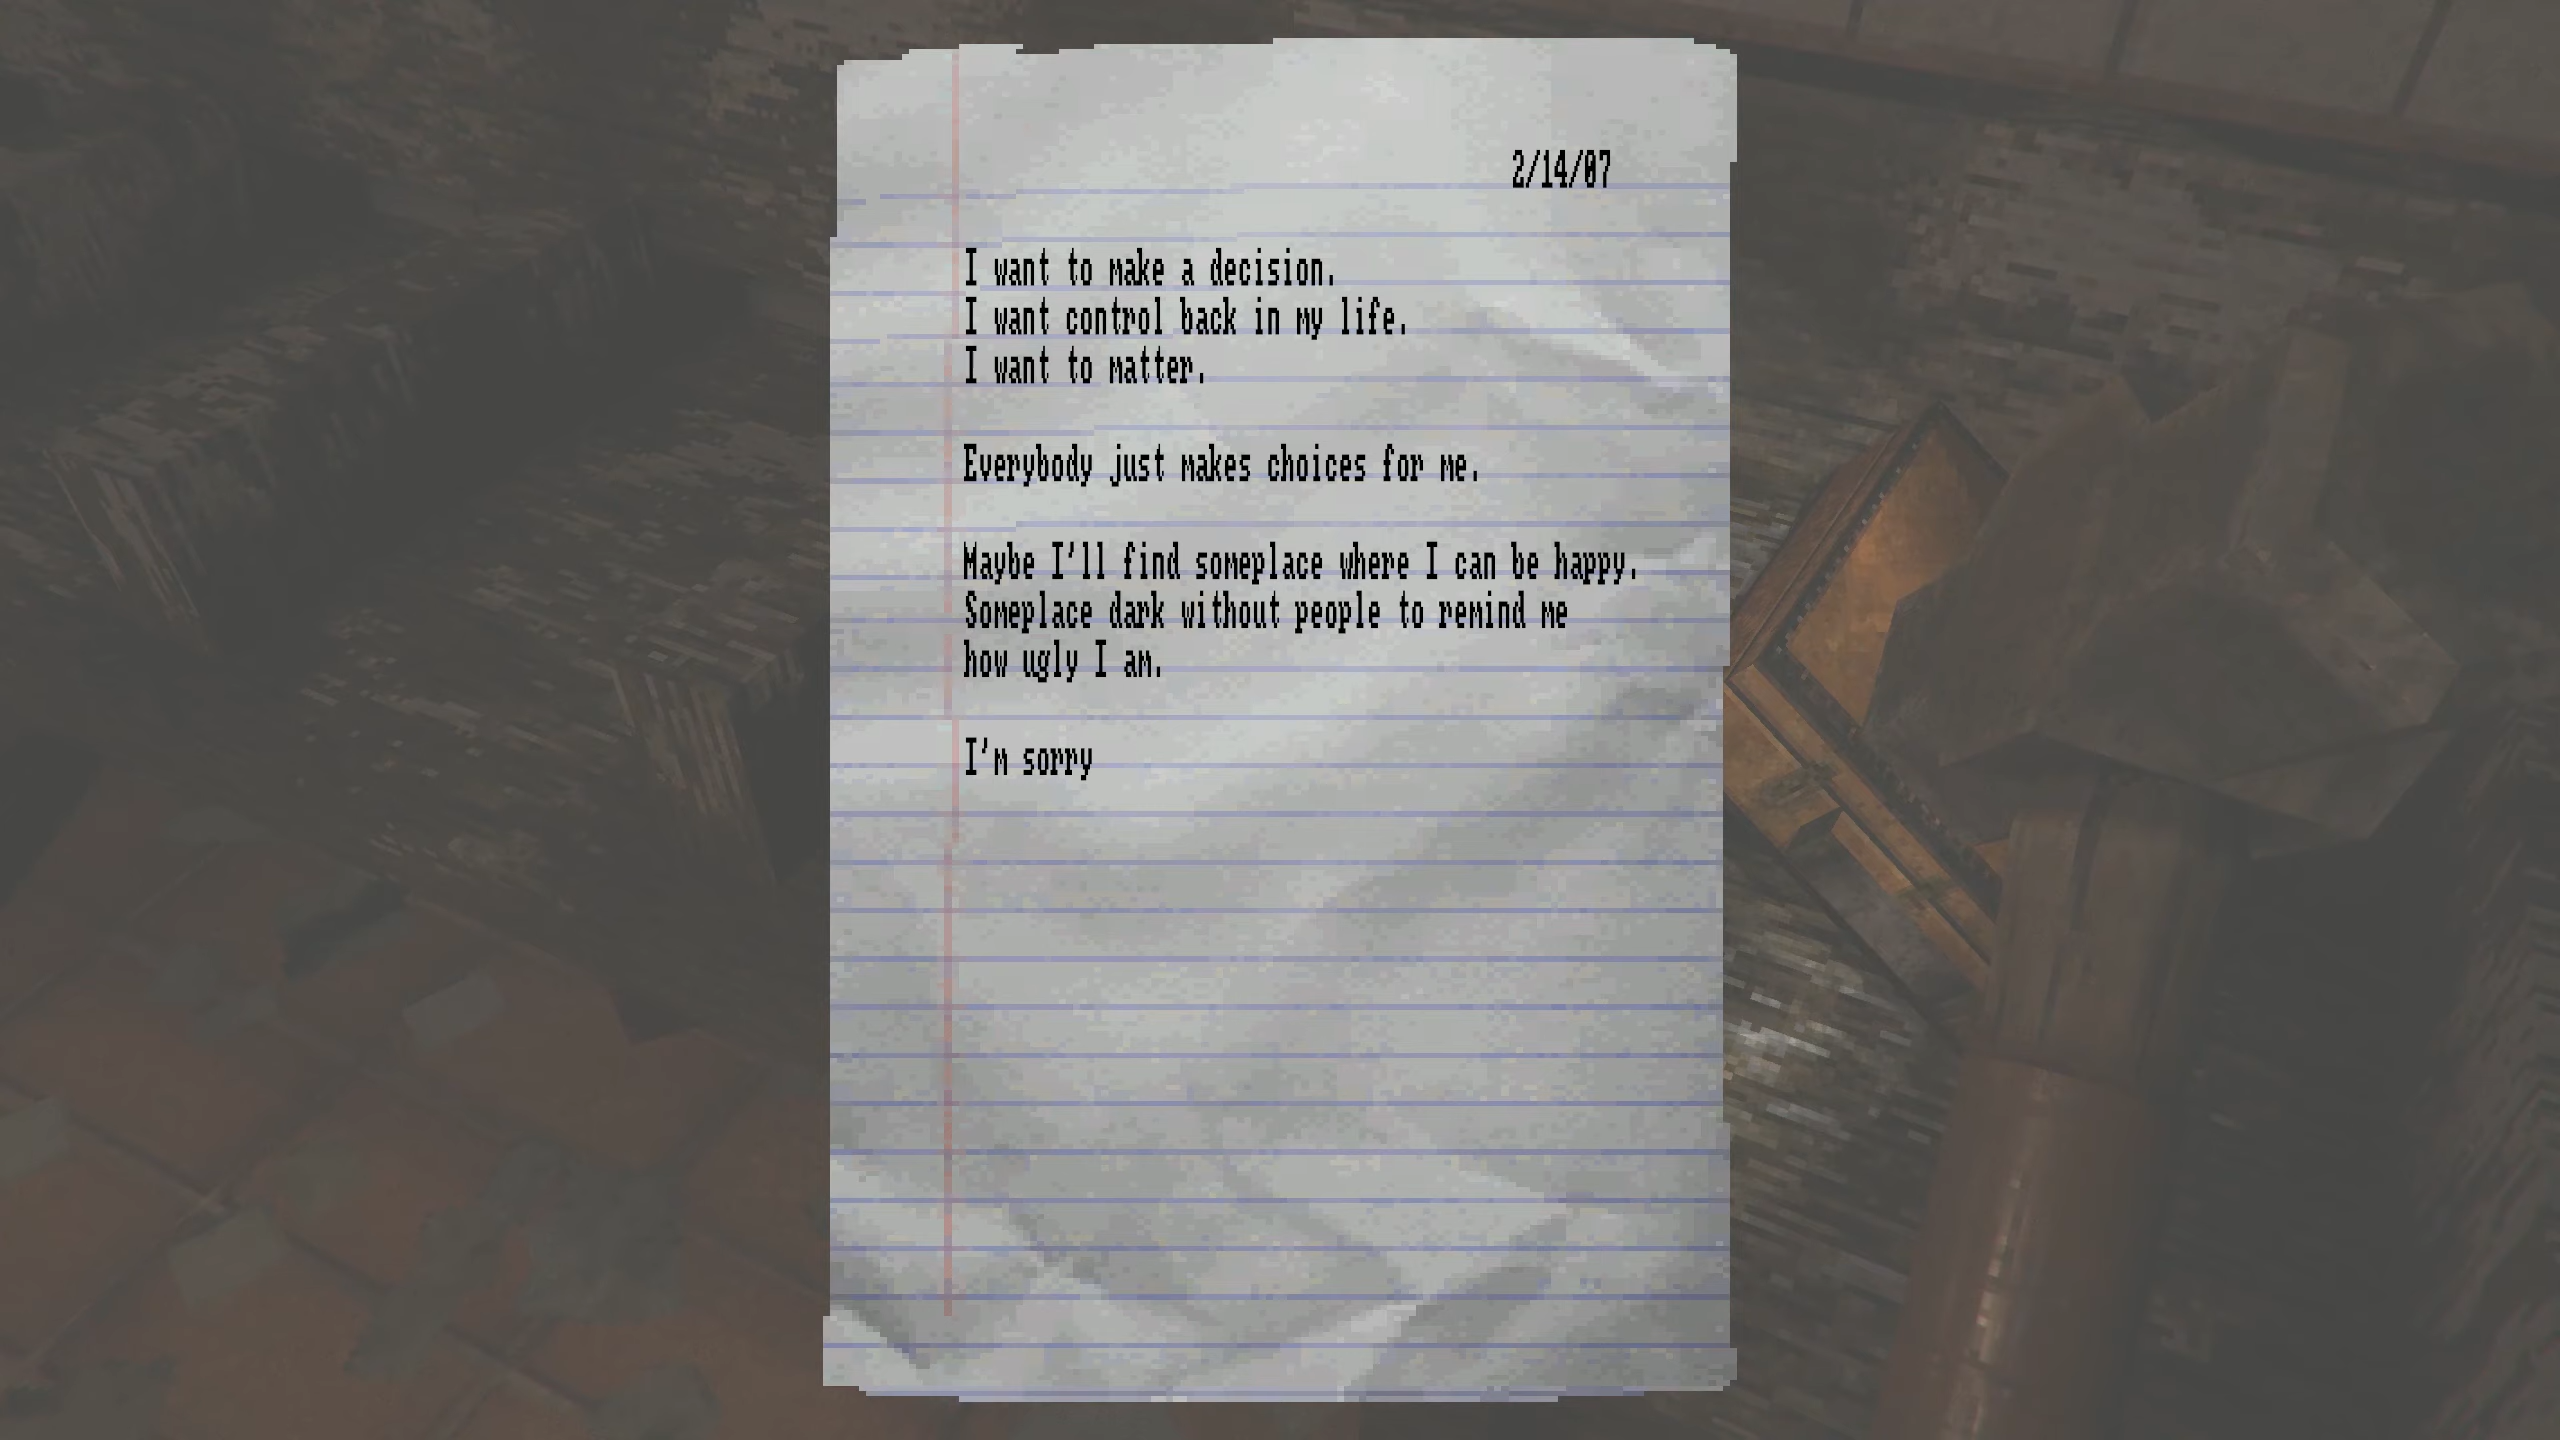 2/14/07
I want to make a decision.
I want control back in my life.
I want to matter.
Everybody just makes choices for me.
Maybe I'll find someplace where I can be happy.
Someplace dark without people to remind me
how ugly I am.
I'm sorry